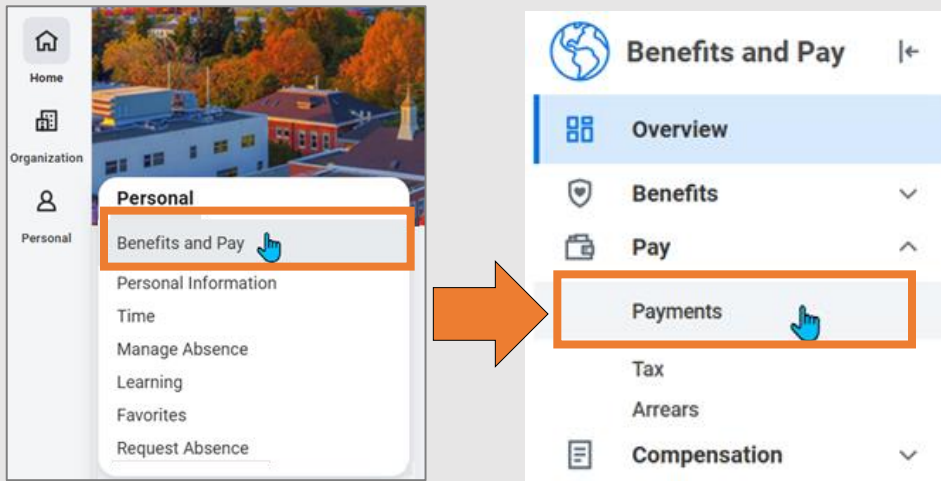 Home
Organization
Personal
Personal
Benefits and Pay
Personal Information
Time
Manage Absence
Learning
Favorites
Request Absence
Benefits and Pay
Overview
Benefits
Pay
Payments
Tax
Arrears
Compensation